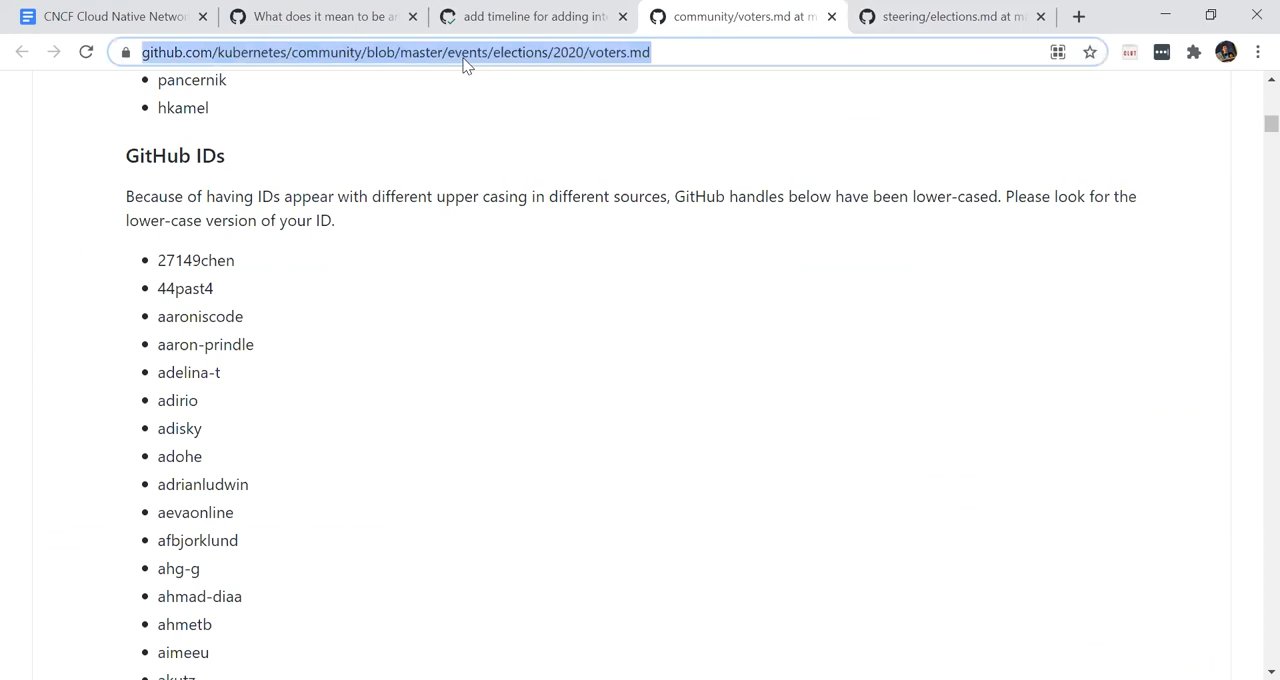 CNCF Cloud Native Netwo
What does it mean to be an
add timeline for adding int
community/voters.md at m
steering/elections.md at m
github.com/kubernetes/community/blob/master/events/elections/2020/voters.md
pancernik
hkamel
GitHub IDs
Because of having IDs appear with different upper casing in different sources, GitHub handles below have been lower-cased. Please look for the
lower-case version of your ID.
27149chen
44past4
aaroniscode
aaron-prindle
adelina-t
adirio
adisky
adohe
adrianludwin
aevaonline
afbjorklund
ahg-g
ahmad-diaa
ahmetb
aimeeu
akutz